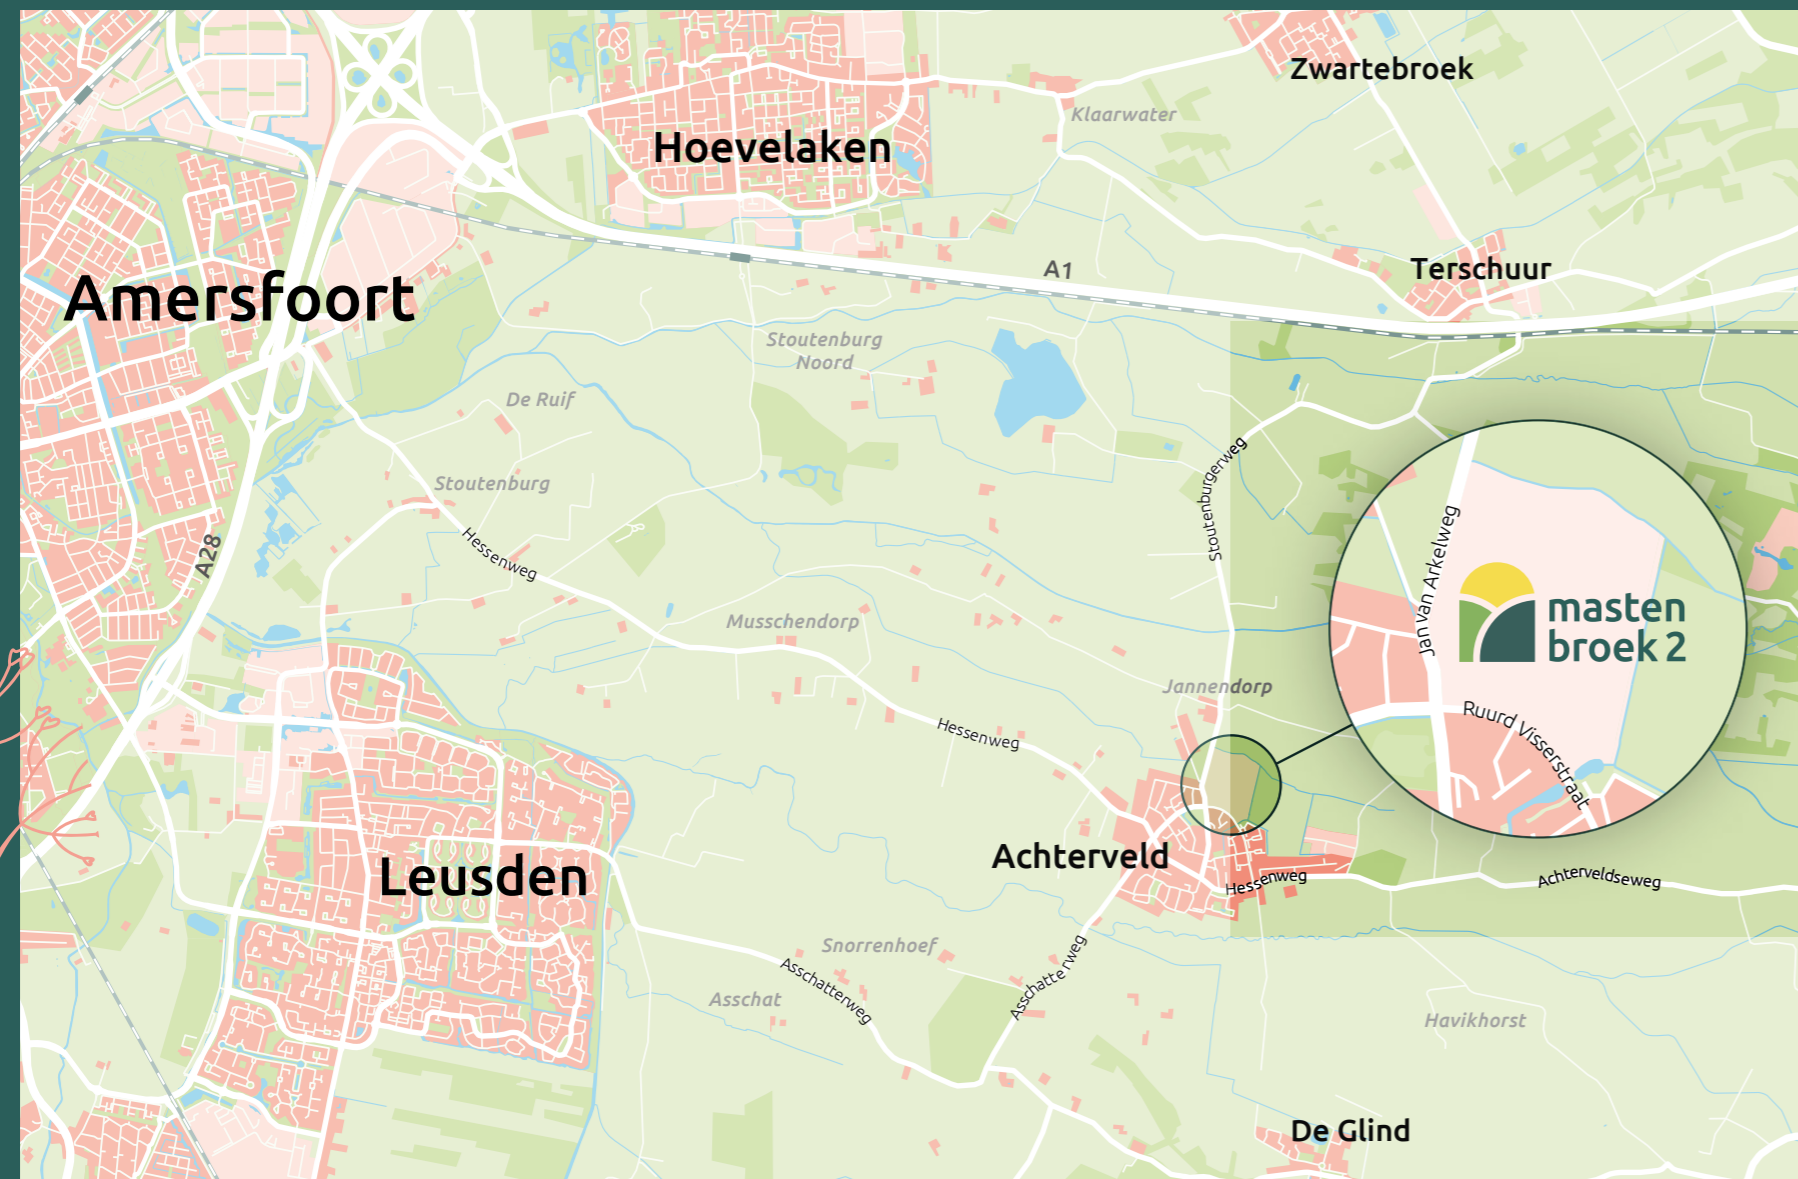 Zwartebroek
Klaarwater
Hoevelaken
A1
Terschuur
Amersfoort
Stoutenburg
Noord
De Ruif
Stoutenburg
Stoutenburgerweg
A28
Hessenweg
Jan van Arkelweg
masten
broek 2
Musschendorp
Jannendorp
Ruurd Visserstraat
Hessenweg
Achterveld
Leusden
Hessenweg
Achterveldseweg
Snorrenhoef
Asschatterweg
Asschatterweg
Asschat
Havikhorst
De Glind